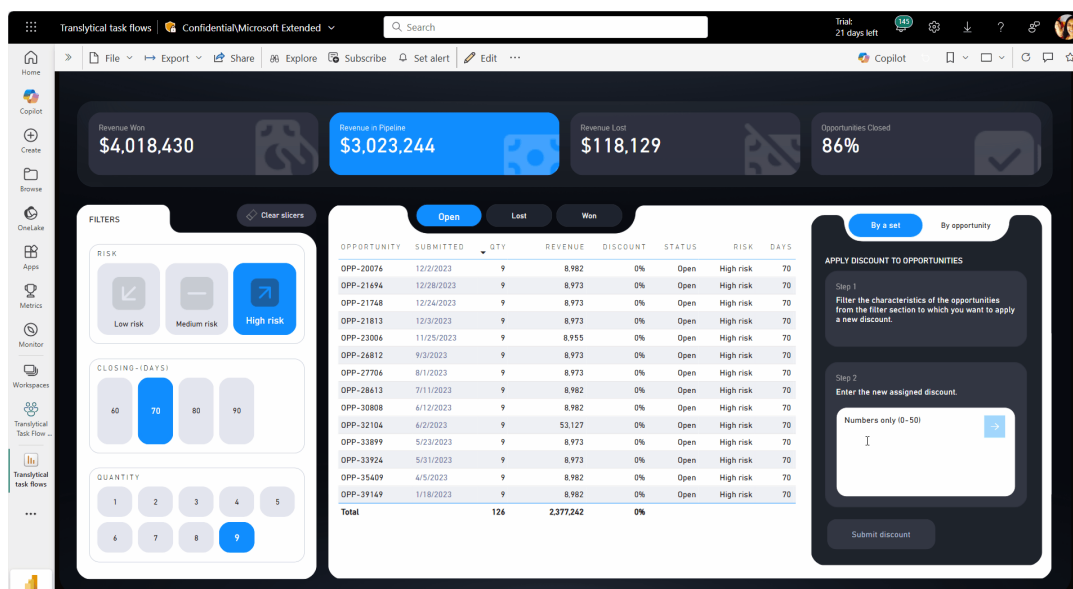 Translytical task flows Confidential\Microsoft Extended Search Trial: 145
21 days left
Home
Copilot
Create
Browse
OneLake
Apps
Metrics
Monitor
Workspaces
Translytical
Task Flow ...
Translytical
task flows
File Export Share Explore Subscribe Set alert Edit ... Copilot
Revenue Won
$4,018,430
Revenue in Pipeline
$3,023,244
Revenue Lost
$118,129
Opportunities Closed
86%
FILTERS Clear slicers
RISK
Low risk Medium risk High risk
CLOSING-(DAYS)
60 70 80 90
QUANTITY
1 2 3 4 5
6 7 8 9
Open Lost Won
OPPORTUNITY SUBMITTED QTY REVENUE DISCOUNT STATUS RISK DAYS
OPP-20076 12/2/2023 9 8,982 0% Open High risk 70
OPP-21694 12/28/2023 9 8,973 0% Open High risk 70
OPP-21748 12/24/2023 9 8,973 0% Open High risk 70
OPP-21813 12/3/2023 9 8,973 0% Open High risk 70
OPP-23006 11/25/2023 9 8,955 0% Open High risk 70
OPP-26812 9/3/2023 9 8,973 0% Open High risk 70
OPP-27706 8/1/2023 9 8,973 0% Open High risk 70
OPP-28613 7/11/2023 9 8,982 0% Open High risk 70
OPP-30808 6/12/2023 9 8,982 0% Open High risk 70
OPP-32104 6/2/2023 9 53,127 0% Open High risk 70
OPP-33899 5/23/2023 9 8,973 0% Open High risk 70
OPP-33924 5/31/2023 9 8,973 0% Open High risk 70
OPP-35409 4/5/2023 9 8,982 0% Open High risk 70
OPP-39149 1/18/2023 9 8,982 0% Open High risk 70
Total 126 2,377,242 0%
By a set By opportunity
APPLY DISCOUNT TO OPPORTUNITIES
Step 1
Filter the characteristics of the opportunities
from the filter section to which you want to apply
a new discount.
Step 2
Enter the new assigned discount.
Numbers only (0-50)
Submit discount